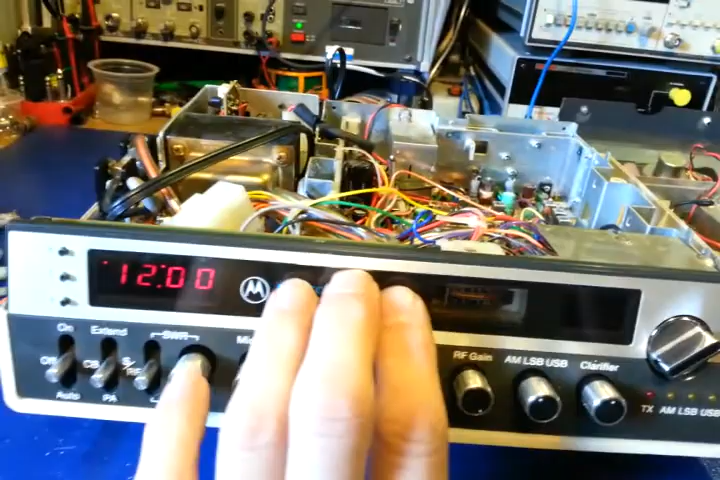 12:00
On Extend SWR
Off CB
Auto PA
RF Gain AM LSB USB Clarifier
TX AM LSB USB